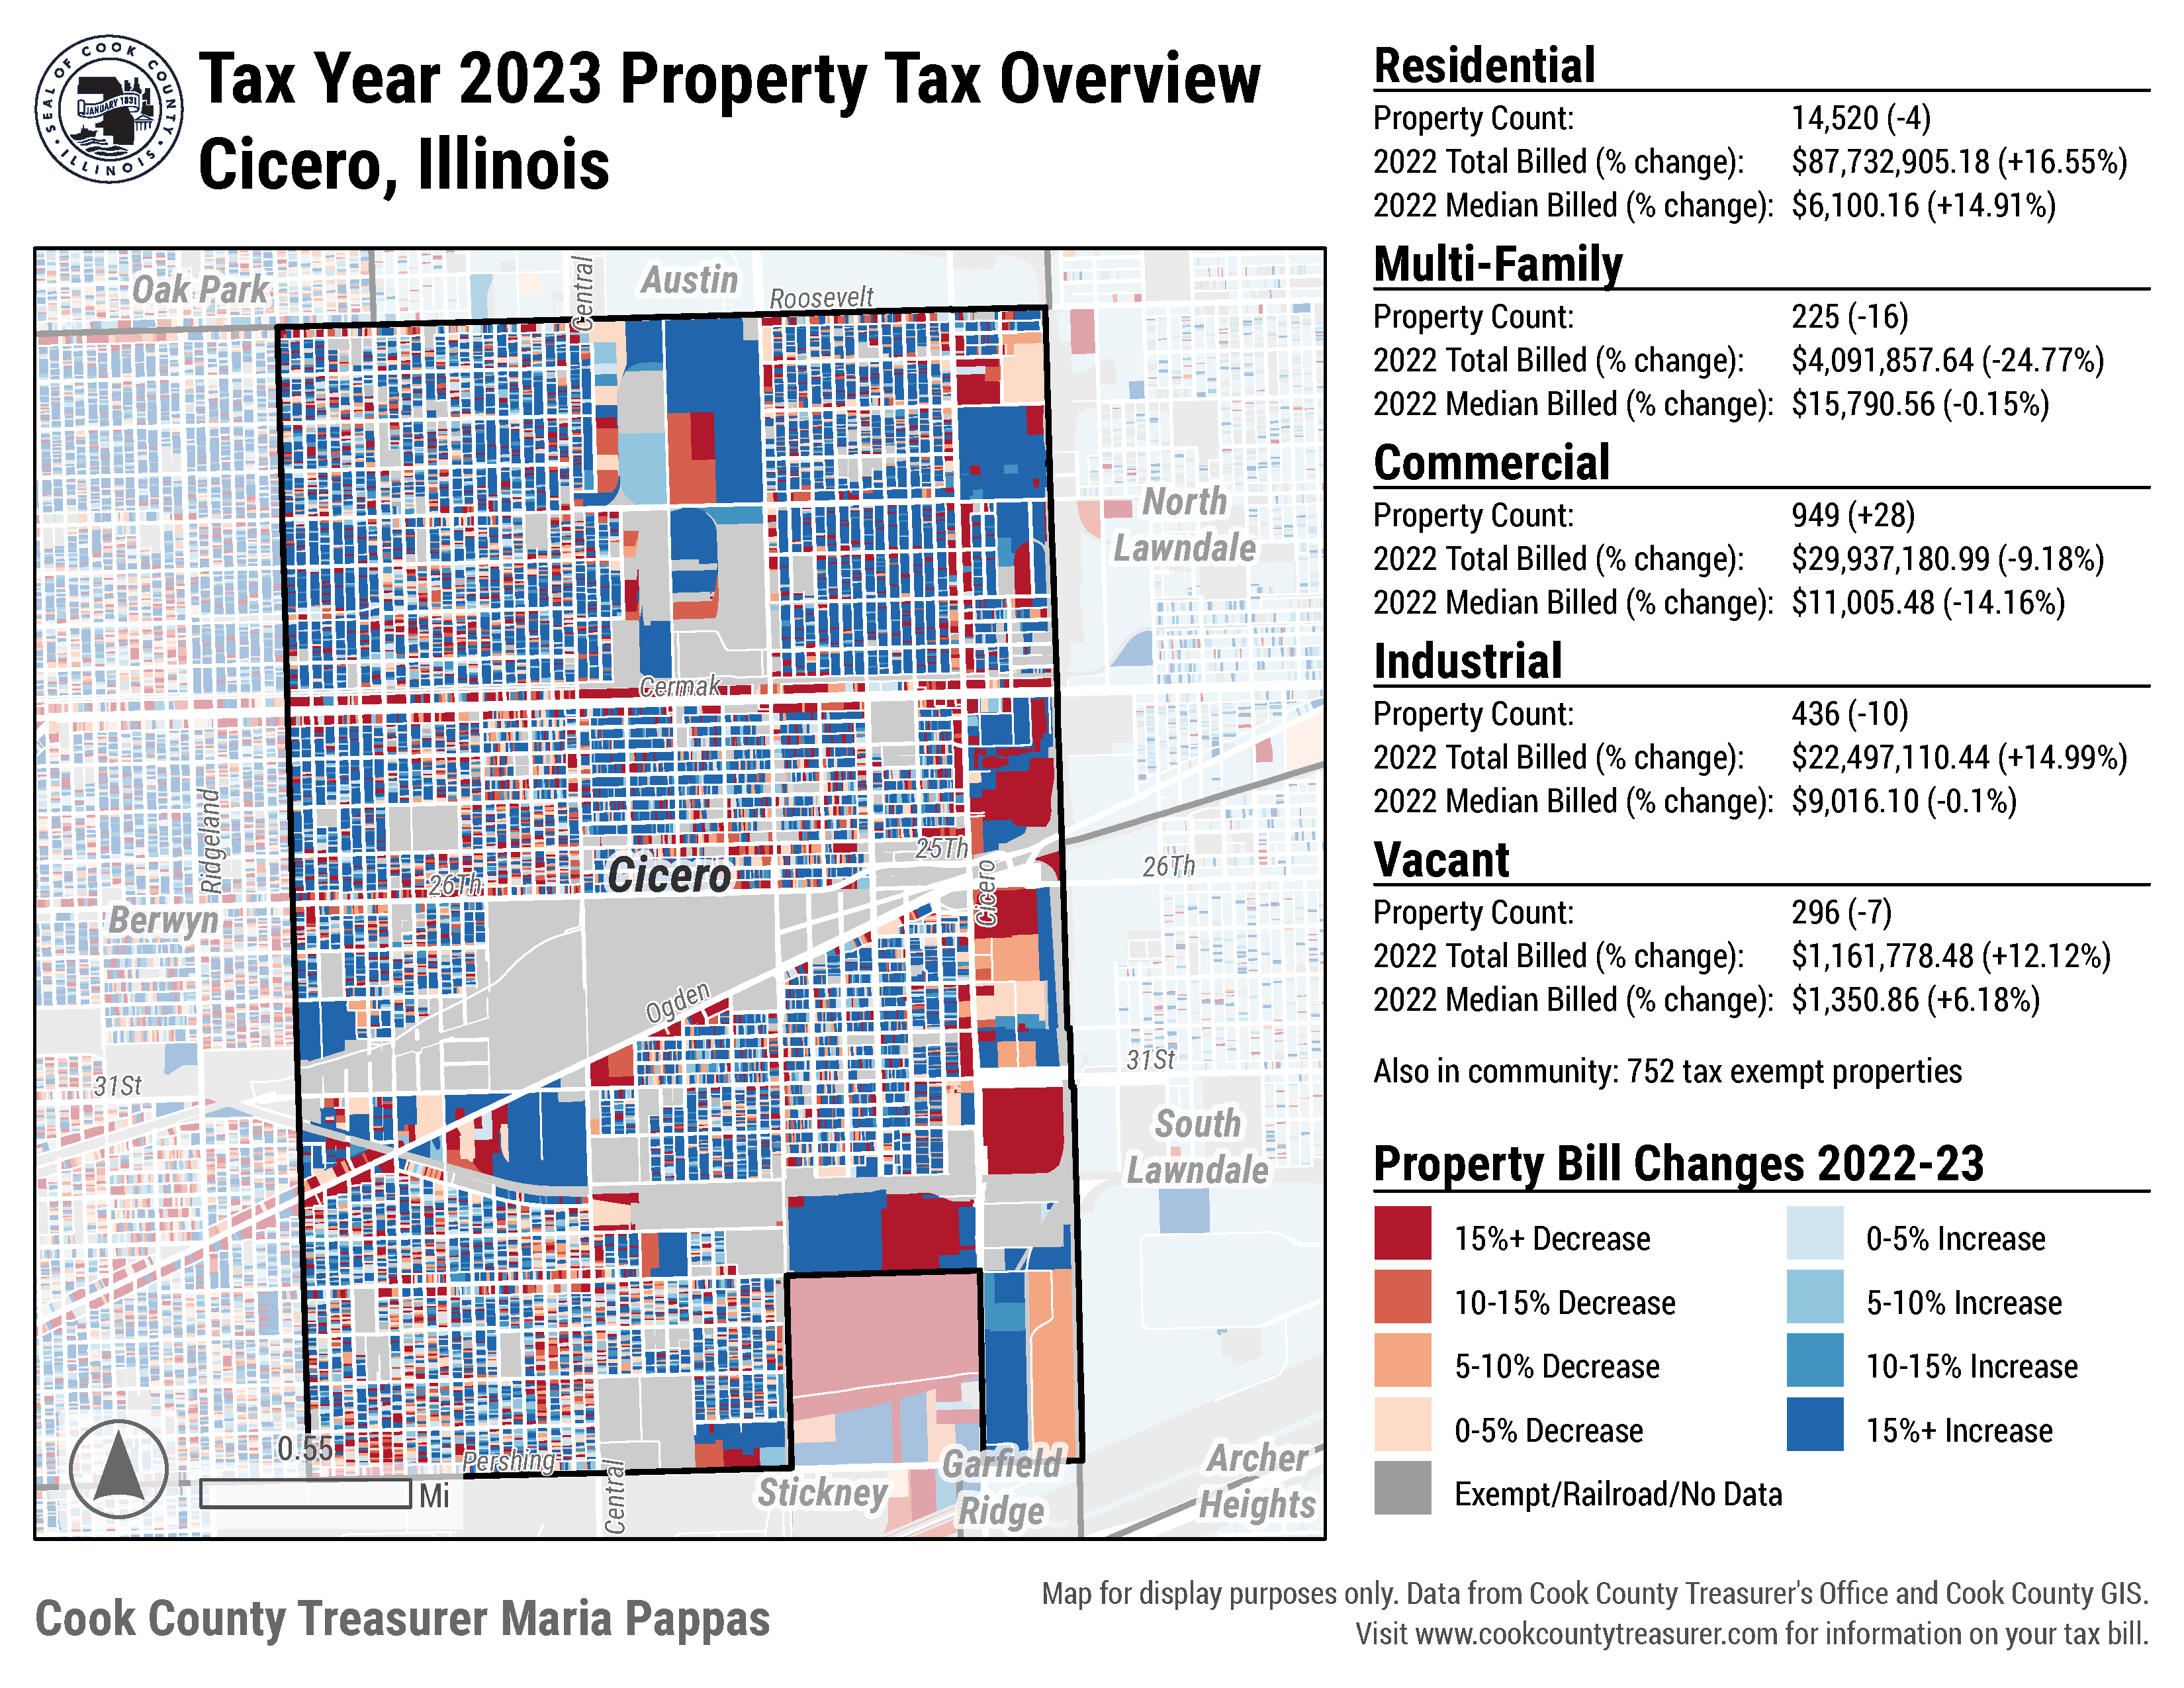 SEAL OF COOK COUNTY
ILLINOIS
JANUARY 1831
Tax Year 2023 Property Tax Overview
Cicero, Illinois
Oak Park
Central
Austin
Roosevelt
North
Lawndale
Cermak
Ridgeland
25Th
Cicero
26Th
26Th
Cicero
Berwyn
Ogden
31St
31St
South
Lawndale
0.55
Mi
Pershing
Central
Stickney
Garfield
Ridge
Archer
Heights
Residential
Property Count: 14,520 (-4)
2022 Total Billed (% change): $87,732,905.18 (+16.55%)
2022 Median Billed (% change): $6,100.16 (+14.91%)
Multi-Family
Property Count: 225 (-16)
2022 Total Billed (% change): $4,091,857.64 (-24.77%)
2022 Median Billed (% change): $15,790.56 (-0.15%)
Commercial
Property Count: 949 (+28)
2022 Total Billed (% change): $29,937,180.99 (-9.18%)
2022 Median Billed (% change): $11,005.48 (-14.16%)
Industrial
Property Count: 436 (-10)
2022 Total Billed (% change): $22,497,110.44 (+14.99%)
2022 Median Billed (% change): $9,016.10 (-0.1%)
Vacant
Property Count: 296 (-7)
2022 Total Billed (% change): $1,161,778.48 (+12.12%)
2022 Median Billed (% change): $1,350.86 (+6.18%)
Also in community: 752 tax exempt properties
Property Bill Changes 2022-23
15%+ Decrease
0-5% Increase
10-15% Decrease
5-10% Increase
5-10% Decrease
10-15% Increase
0-5% Decrease
15%+ Increase
Exempt/Railroad/No Data
Cook County Treasurer Maria Pappas
Map for display purposes only. Data from Cook County Treasurer's Office and Cook County GIS.
Visit www.cookcountytreasurer.com for information on your tax bill.